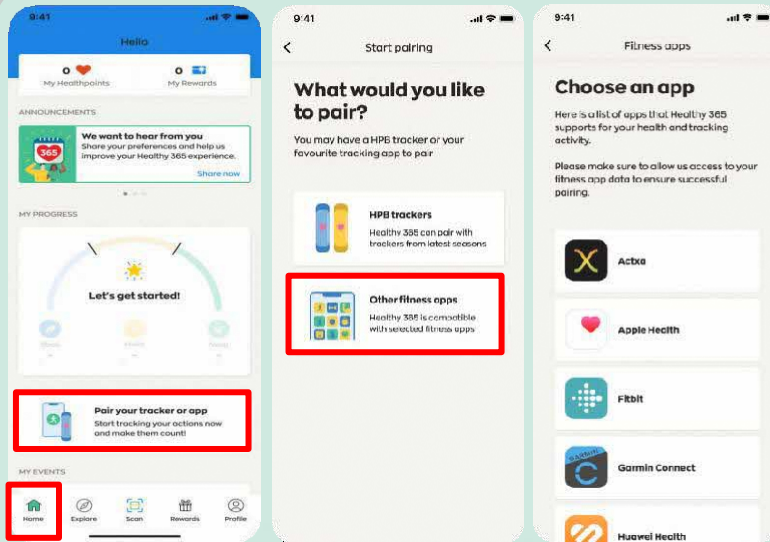 9:41
Hello
0
0
My Healthpoints
My Rewards
ANNOUNCEMENTS
365
We want to hear from you
Share your preferences and help us
improve your Healthy 365 experience.
Share now
MY PROGRESS
Let's get started!
Pair your tracker or app
Start tracking your actions now
and make them count!
MY EVENTS
Home
Explore
Scan
Rewards
Profile
9:41
Start pairing
What would you like
to pair?
You may have a HPB tracker or your
favourite tracking app to pair
HPB trackers
Healthy 365 can pair with
trackers from latest seasons
Other fitness apps
Healthy 365 is compatible
with selected fitness apps
9:41
Fitness apps
Choose an app
Here is a list of apps that Healthy 365
supports for your health and tracking
activity.
Please make sure to allow us access to your
fitness app data to ensure successful
pairing.
Actxa
Apple Health
Fitbit
GARMIN
Garmin Connect
Huawei Health